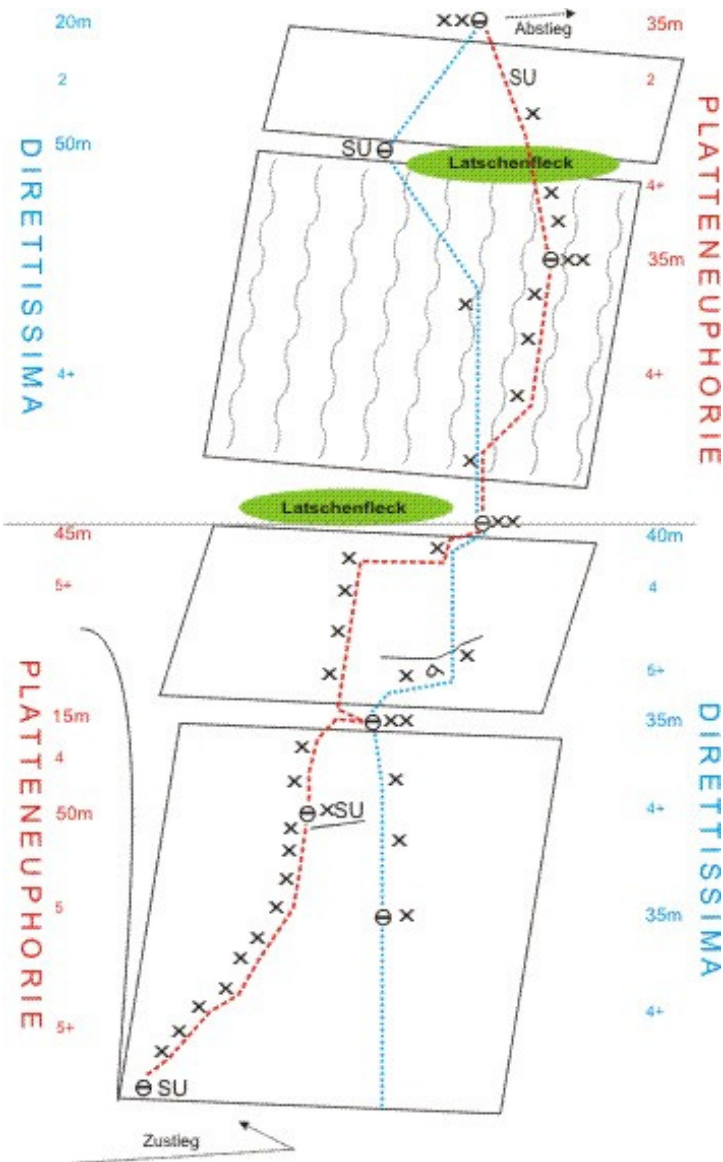 20m
35m
Abstieg
2
SU
2
50m
SU
Latschenfleck
4+
35m
4+
4+
DIRETTISSIMA
PLATTENEUPHORIE
Latschenfleck
45m
40m
5+
4
5+
15m
35m
4
50m
SU
4+
5
35m
5+
4+
SU
PLATTENEUPHORIE
DIRETTISSIMA
Zustieg